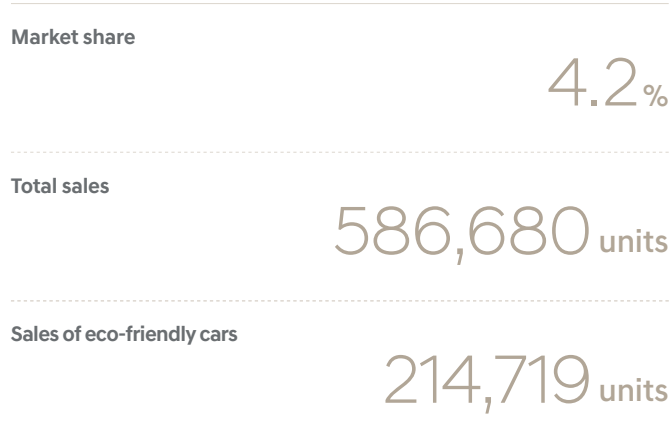 Market share
4.2 %
Total sales
586,680 units
Sales of eco-friendly cars
214,719 units